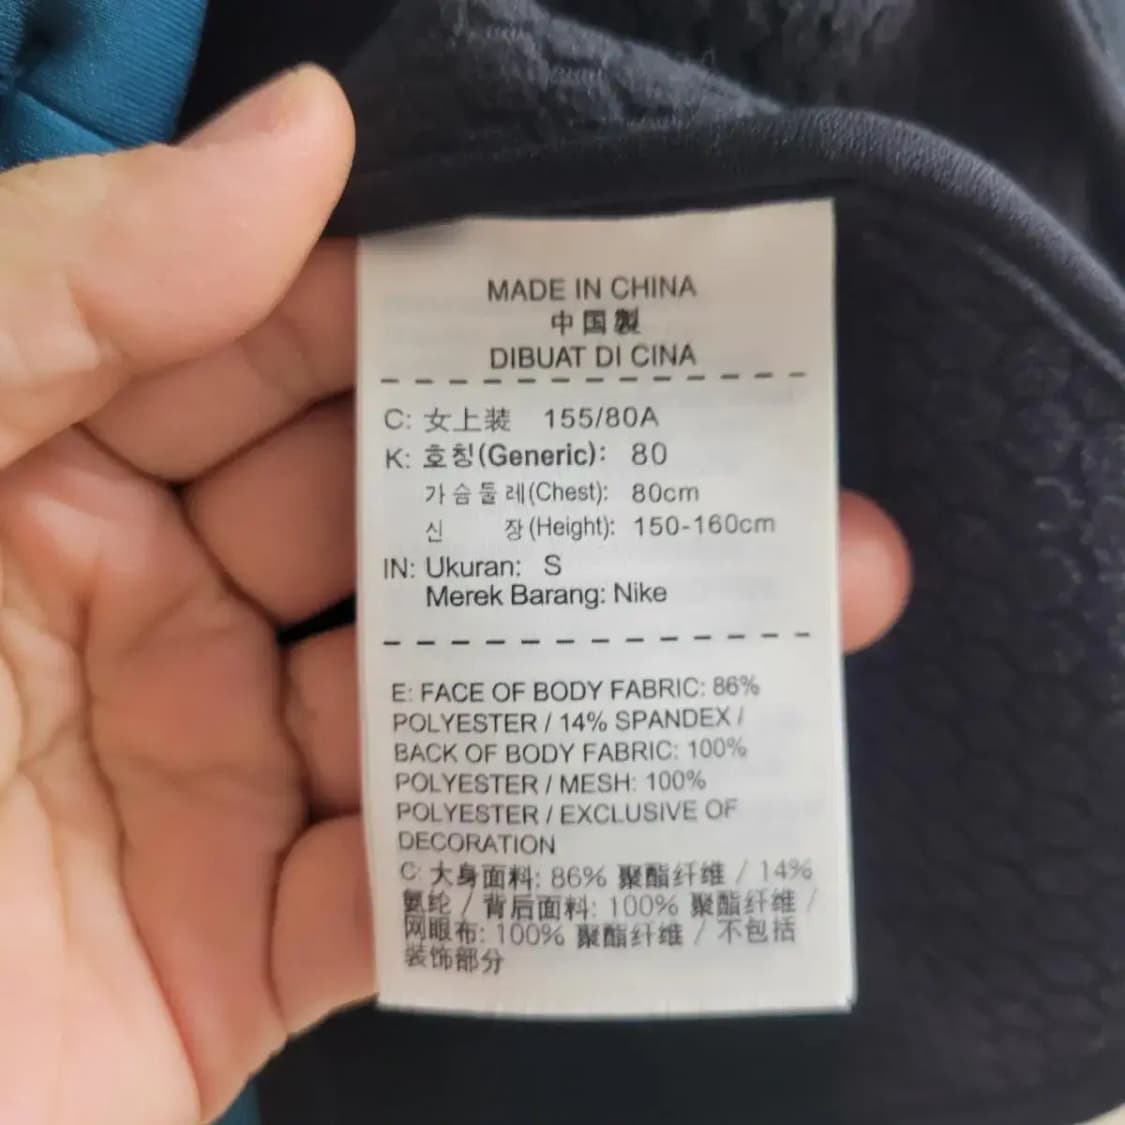 MADE IN CHINA
中国製
DIBUAT DI CINA
C: 女上装 155/80A
K: 호칭(Generic): 80
가슴둘레(Chest): 80cm
신 장(Height): 150-160cm
IN: Ukuran: S
Merek Barang: Nike
E: FACE OF BODY FABRIC: 86%
POLYESTER / 14% SPANDEX /
BACK OF BODY FABRIC: 100%
POLYESTER / MESH: 100%
POLYESTER / EXCLUSIVE OF
DECORATION
C: 大身面料: 86% 聚酯纤维 / 14%
氨纶 / 背后面料: 100% 聚酯纤维 /
网眼布: 100% 聚酯纤维 / 不包括
装饰部分